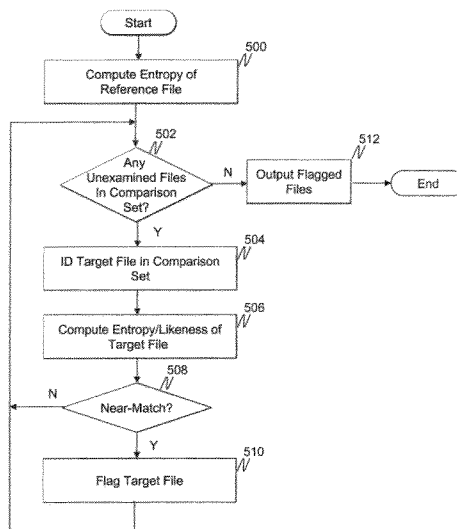 Start
500
Compute Entropy of
Reference File
502
Any
Unexamined Files
In Comparison
Set?
N
512
Output Flagged
Files
End
Y
504
ID Target File in Comparison
Set
506
Compute Entropy/Likeness of
Target File
508
N
Near-Match?
Y
510
Flag Target File